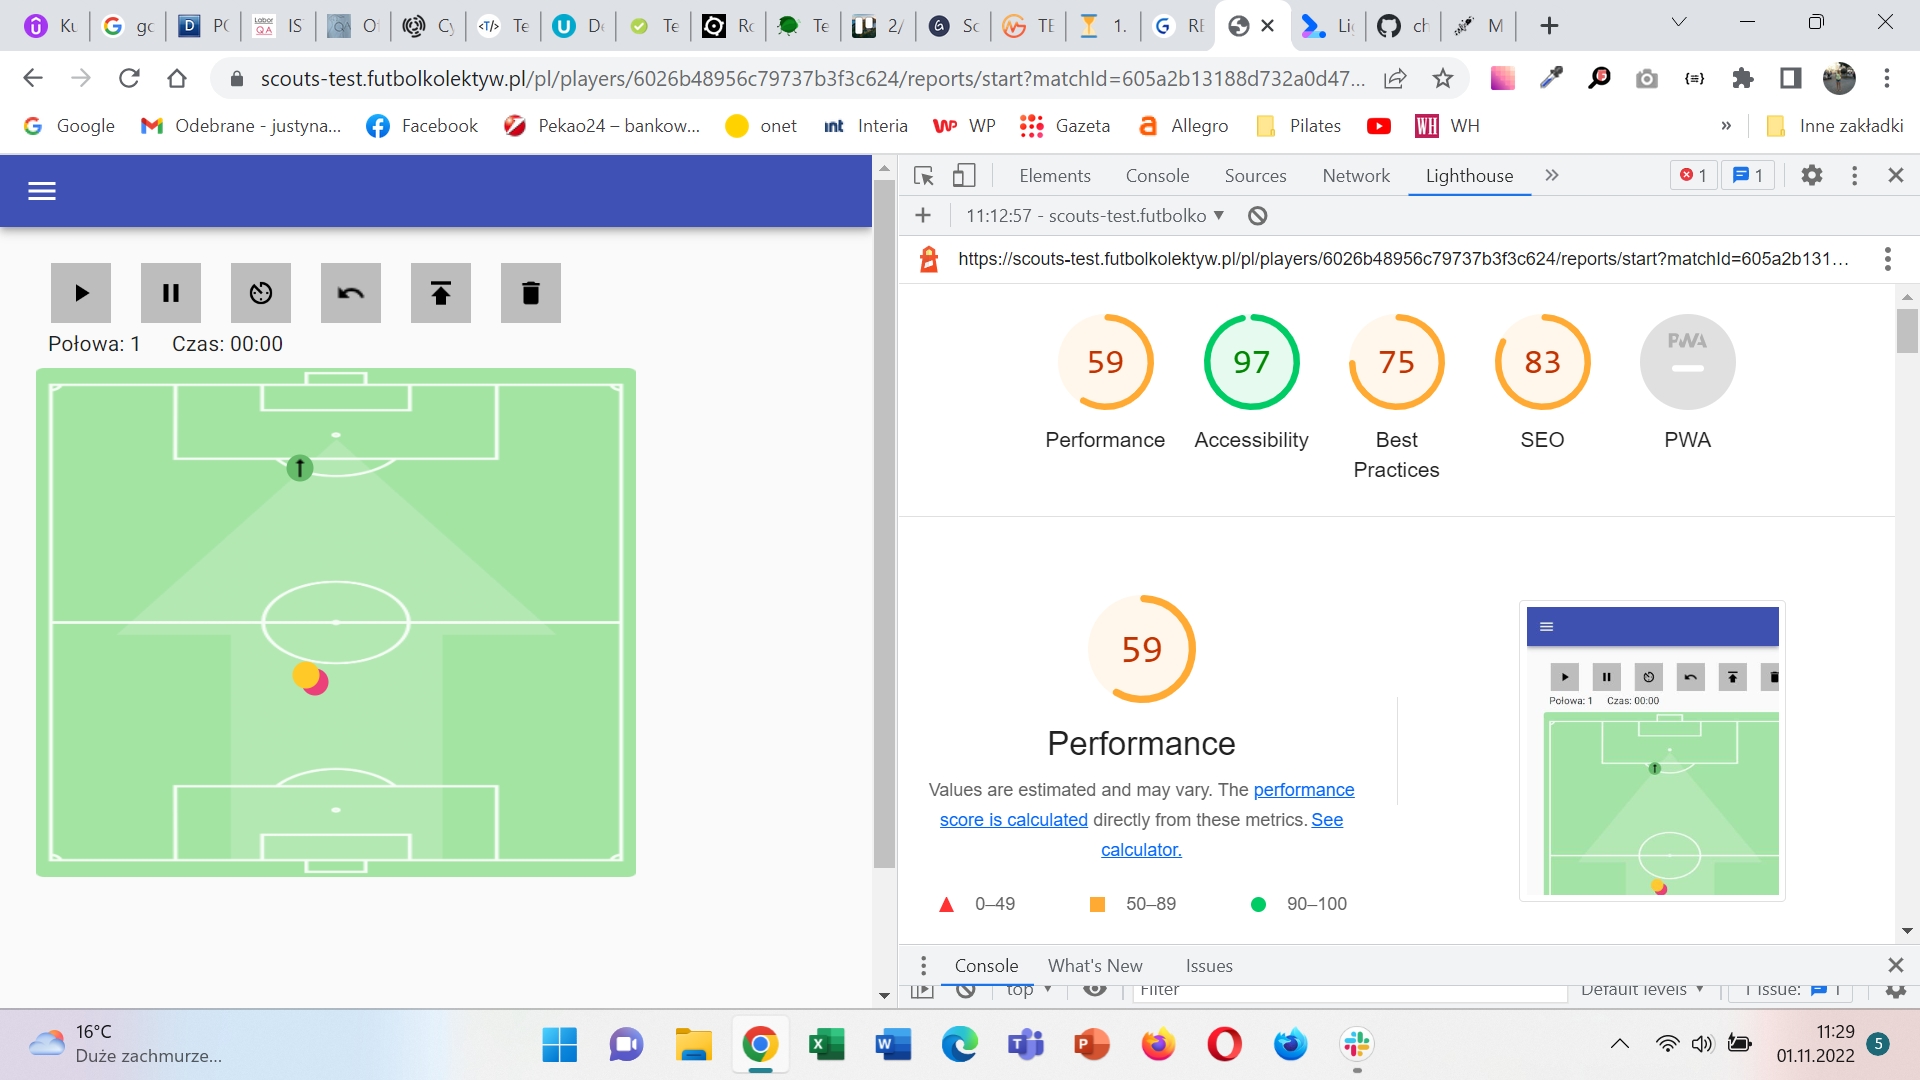 Kι gc PC IS O Cy Te De Te Rc Te 2/ Sc TE 1. RE Li ch M
scouts-test.futbolkolektyw.pl/pl/players/6026b48956c79737b3f3c624/reports/start?matchId=605a2b13188d732a0d47...
Google Odebrane - justyna... Facebook Pekao24 – bankow... onet int Interia WP Gazeta Allegro Pilates WH WH » Inne zakładki
Elements Console Sources Network Lighthouse » 1 1
11:12:57 - scouts-test.futbolko
https://scouts-test.futbolkolektyw.pl/pl/players/6026b48956c79737b3f3c624/reports/start?matchId=605a2b131...
Połowa: 1 Czas: 00:00
59 97 75 83 PWA
Performance Accessibility Best Practices SEO PWA
59
Performance
Values are estimated and may vary. The performance
score is calculated directly from these metrics. See
calculator.
0–49 50–89 90–100
Połowa: 1 Czas: 00:00
Console What's New Issues
top Filter Default levels 1 Issue: 1
16°C
Duże zachmurze...
11:29
01.11.2022
5